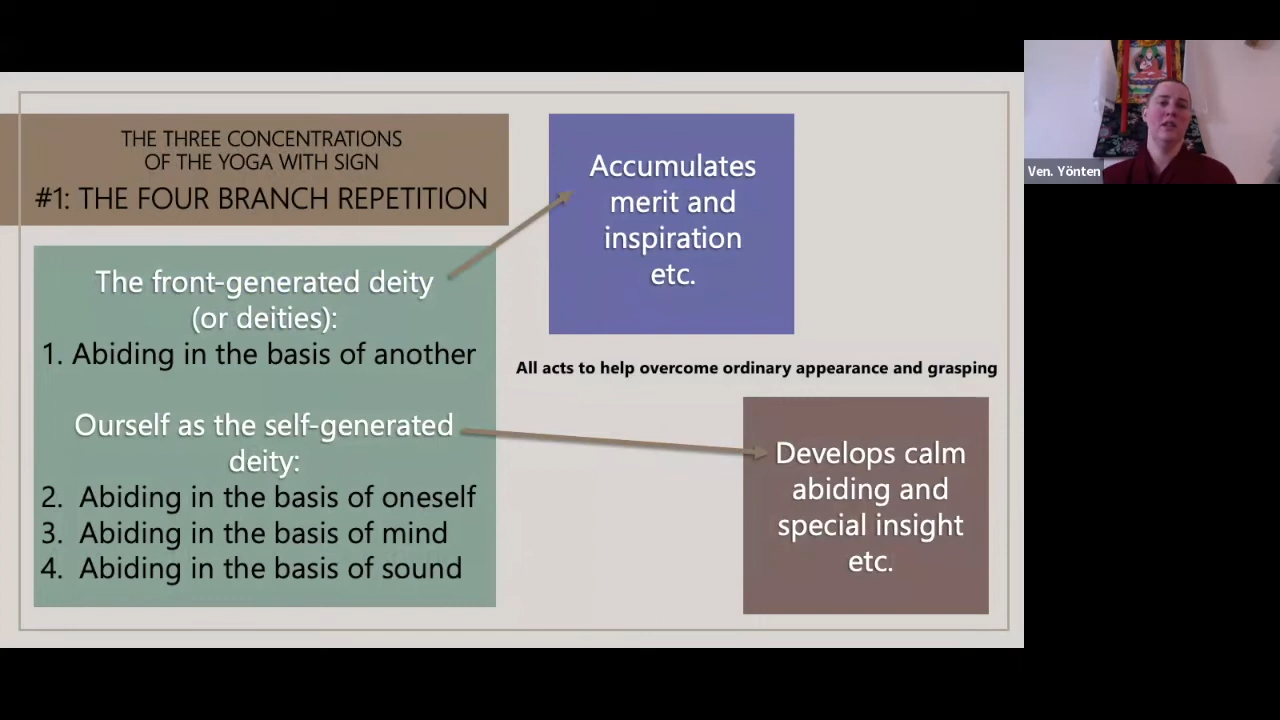 THE THREE CONCENTRATIONS
OF THE YOGA WITH SIGN
#1: THE FOUR BRANCH REPETITION
The front-generated deity
(or deities):
1. Abiding in the basis of another
Ourself as the self-generated
deity:
2. Abiding in the basis of oneself
3. Abiding in the basis of mind
4. Abiding in the basis of sound
Accumulates
merit and
inspiration
etc.
All acts to help overcome ordinary appearance and grasping
Develops calm
abiding and
special insight
etc.
Ven. Yönten